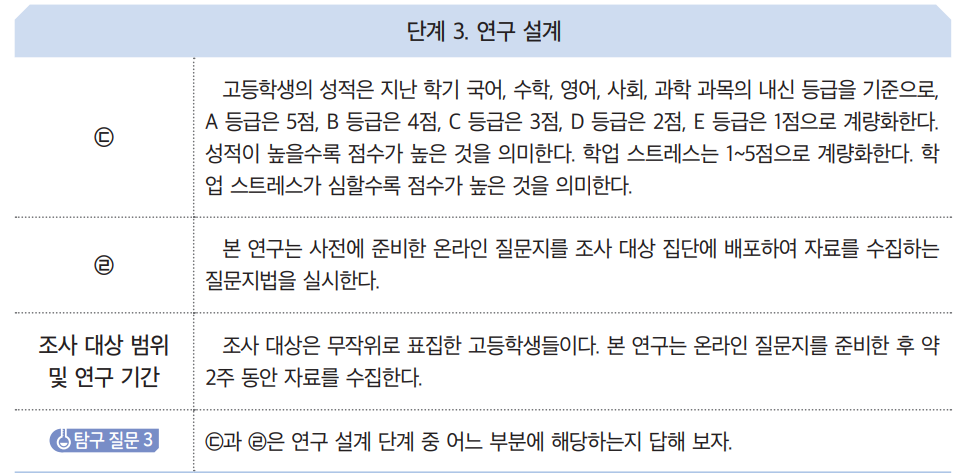 단계 3. 연구 설계
㉢
고등학생의 성적은 지난 학기 국어, 수학, 영어, 사회, 과학 과목의 내신 등급을 기준으로,
A 등급은 5점, B 등급은 4점, C 등급은 3점, D 등급은 2점, E 등급은 1점으로 계량화한다.
성적이 높을수록 점수가 높은 것을 의미한다. 학업 스트레스는 1~5점으로 계량화한다. 학
업 스트레스가 심할수록 점수가 높은 것을 의미한다.
㉣
본 연구는 사전에 준비한 온라인 질문지를 조사 대상 집단에 배포하여 자료를 수집하는
질문지법을 실시한다.
조사 대상 범위
및 연구 기간
조사 대상은 무작위로 표집한 고등학생들이다. 본 연구는 온라인 질문지를 준비한 후 약
2주 동안 자료를 수집한다.
탐구 질문 3
㉢과 ㉣은 연구 설계 단계 중 어느 부분에 해당하는지 답해 보자.